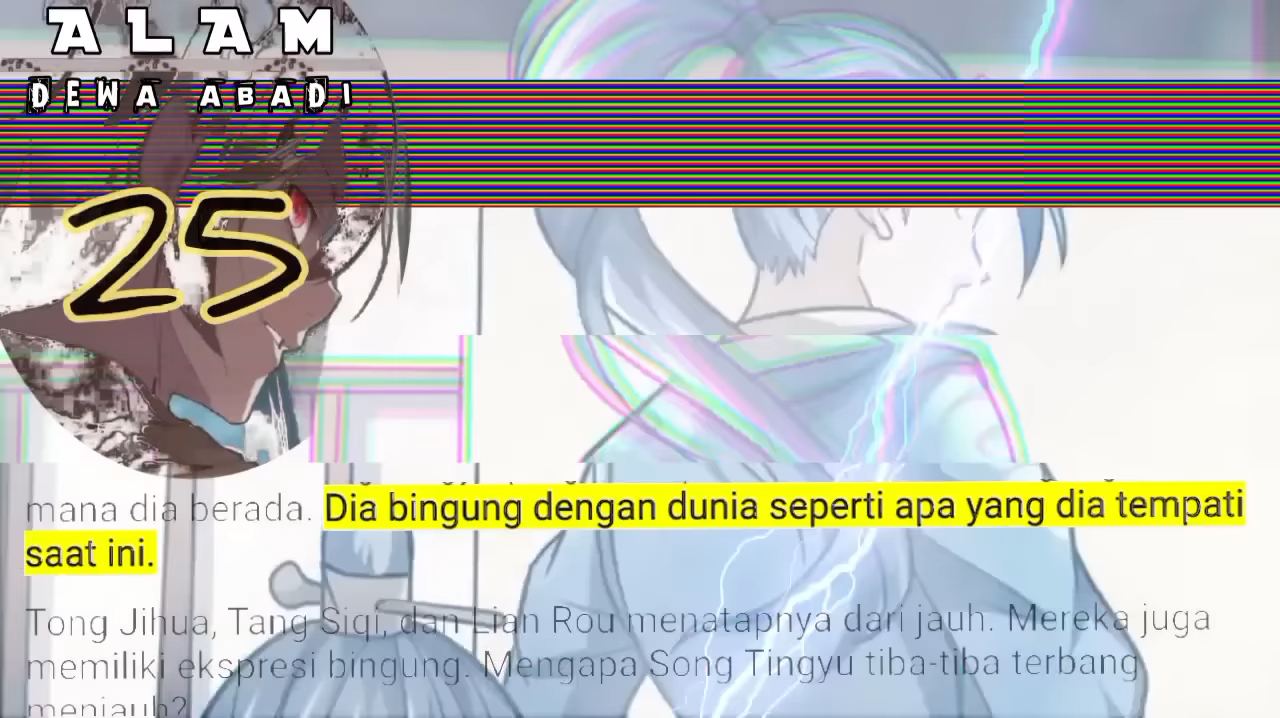 ALAM
DEWA ABADI
25
mana dia berada. Dia bingung dengan dunia seperti apa yang dia tempati
saat ini.
Tong Jihua, Tang Siqi, dan Lian Rou menatapnya dari jauh. Mereka juga
memiliki ekspresi bingung. Mengapa Song Tingyu tiba-tiba terbang
menjauh?